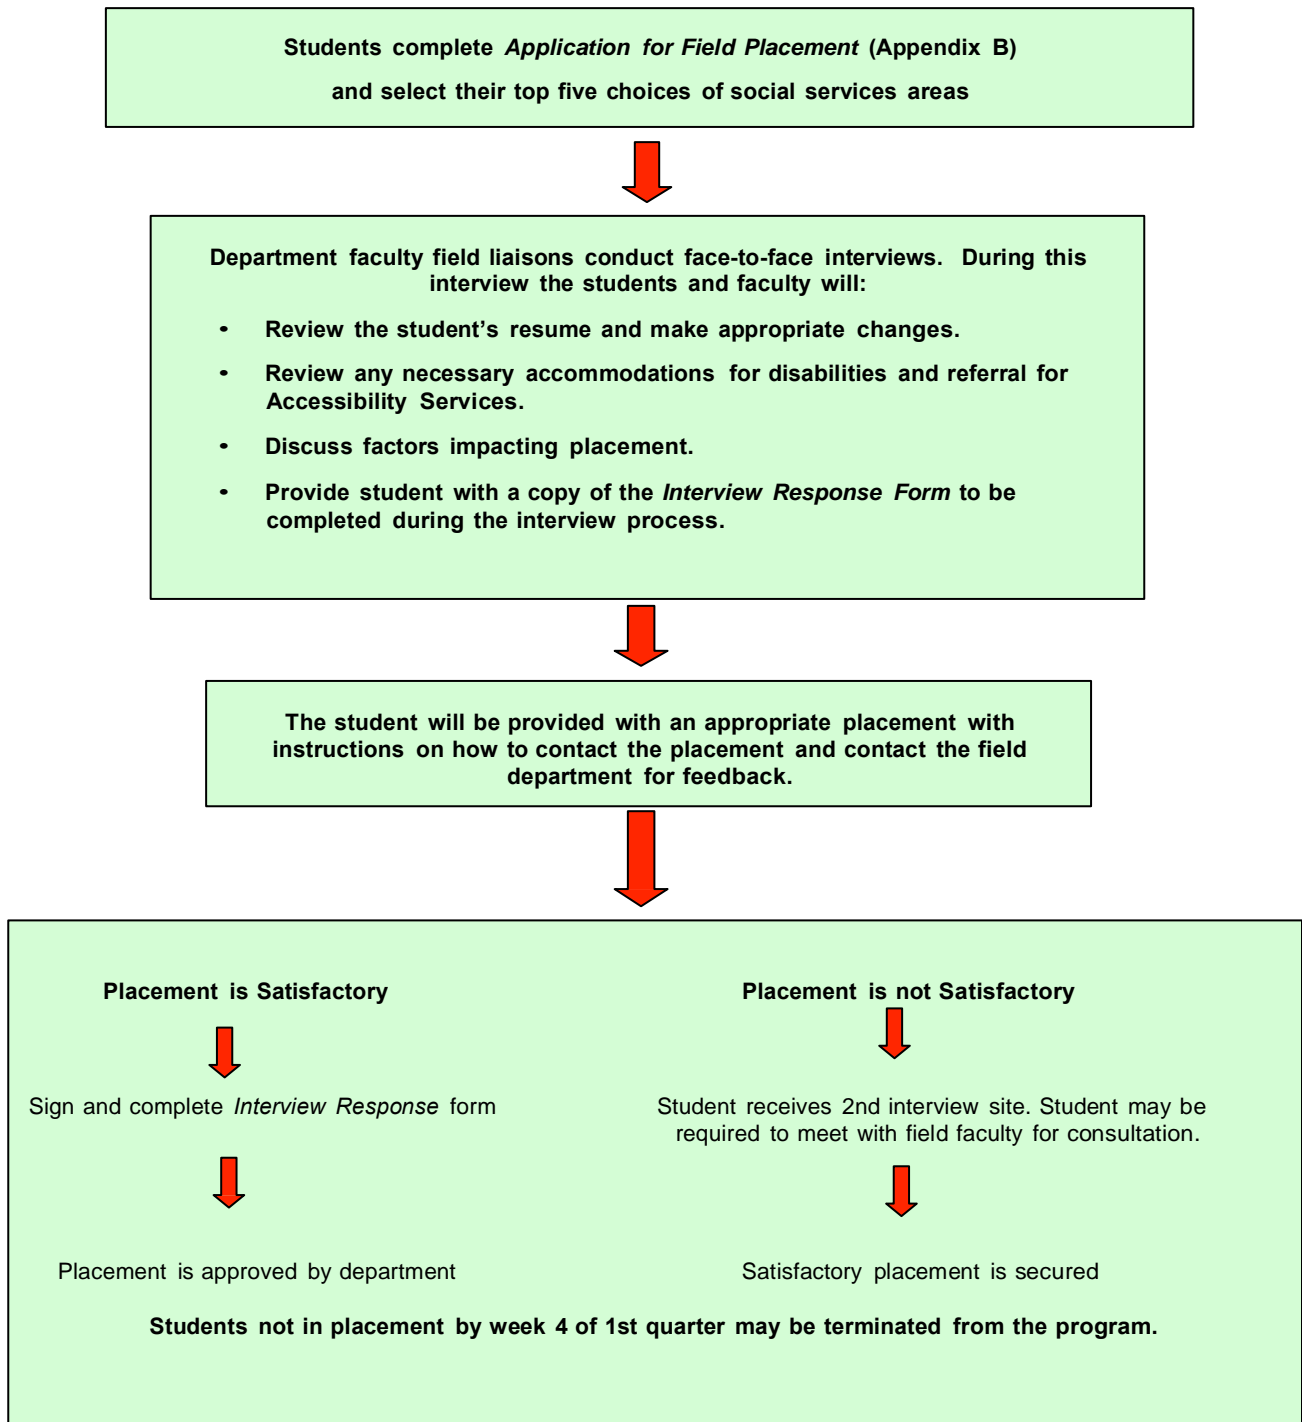 Students complete Application for Field Placement (Appendix B)
and select their top five choices of social services areas
Department faculty field liaisons conduct face-to-face interviews. During this
interview the students and faculty will:
• Review the student’s resume and make appropriate changes.
• Review any necessary accommodations for disabilities and referral for
Accessibility Services.
• Discuss factors impacting placement.
• Provide student with a copy of the Interview Response Form to be
completed during the interview process.
The student will be provided with an appropriate placement with
instructions on how to contact the placement and contact the field
department for feedback.
Placement is Satisfactory
Sign and complete Interview Response form
Placement is approved by department
Placement is not Satisfactory
Student receives 2nd interview site. Student may be
required to meet with field faculty for consultation.
Satisfactory placement is secured
Students not in placement by week 4 of 1st quarter may be terminated from the program.